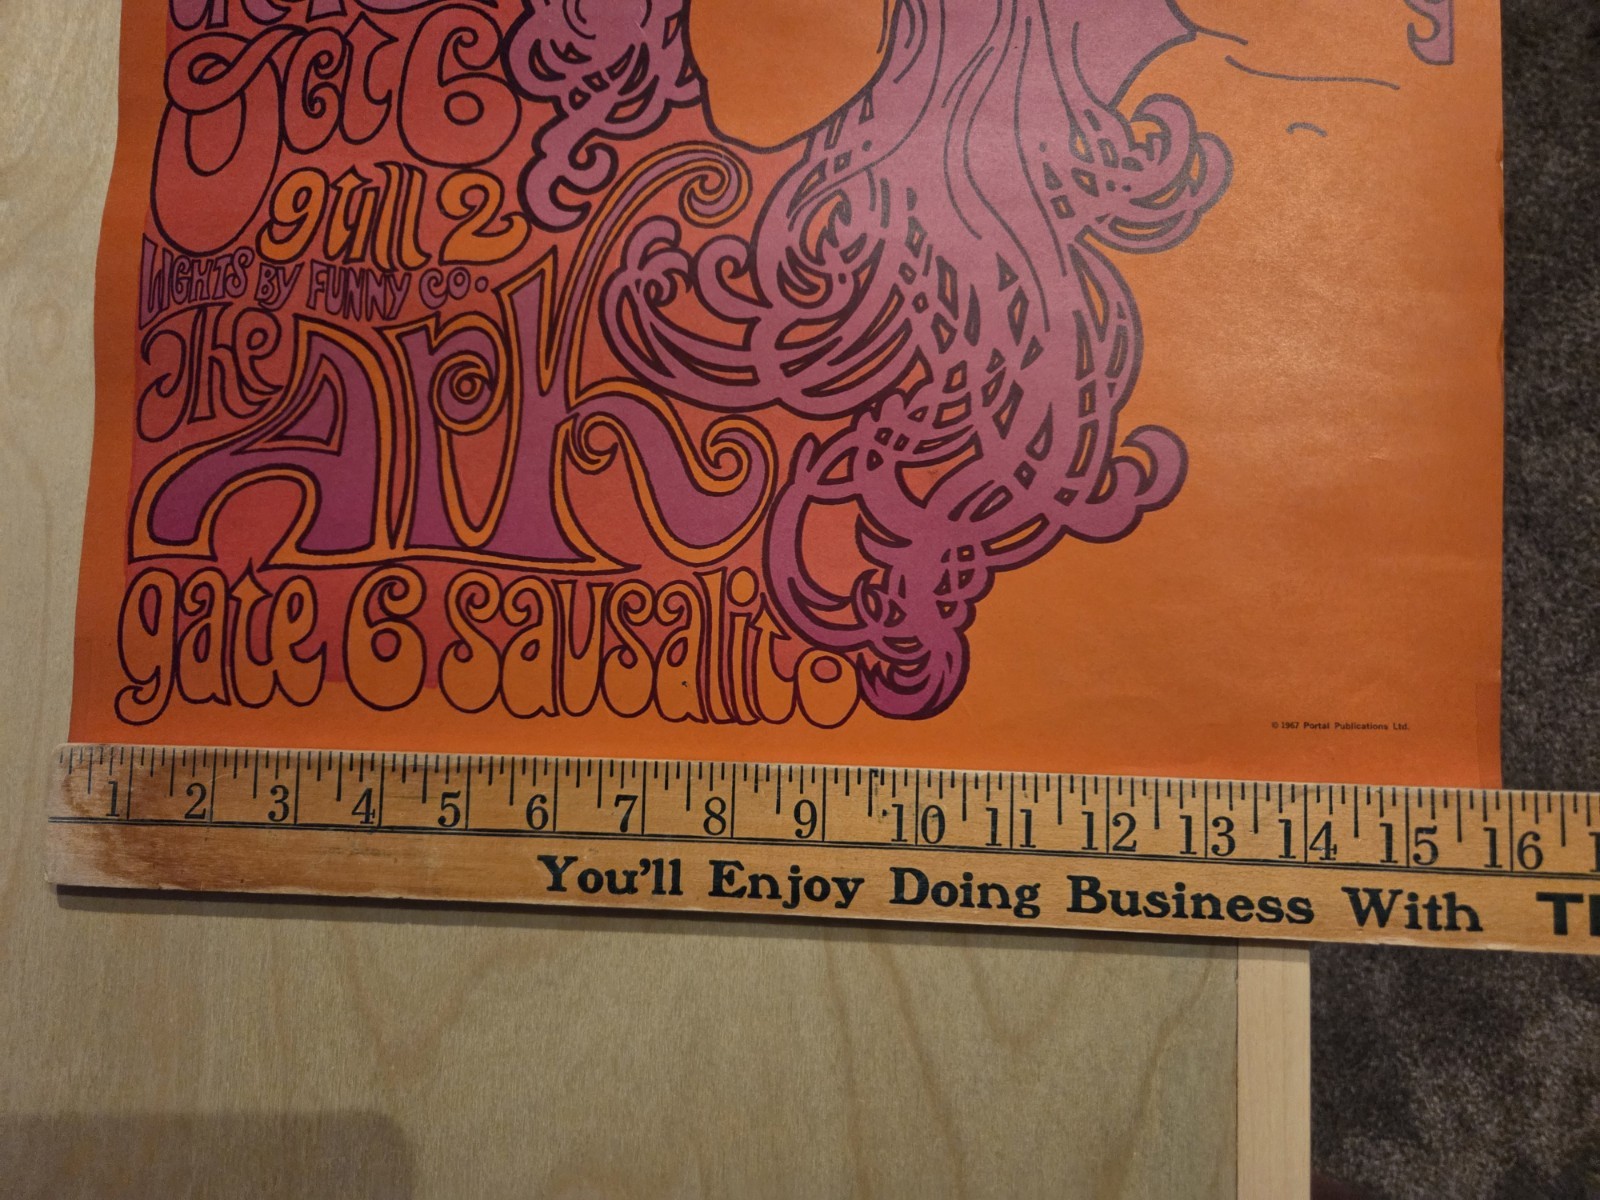 Oct 6
9
9 till 2
LIGHTS BY FUNNY CO.
The
Ark
gate 6 sausalito
© 1967 Portal Publications Ltd.
1 2 3 4 5 6 7 8 9 10 11 12 13 14 15 16
You'll Enjoy Doing Business With